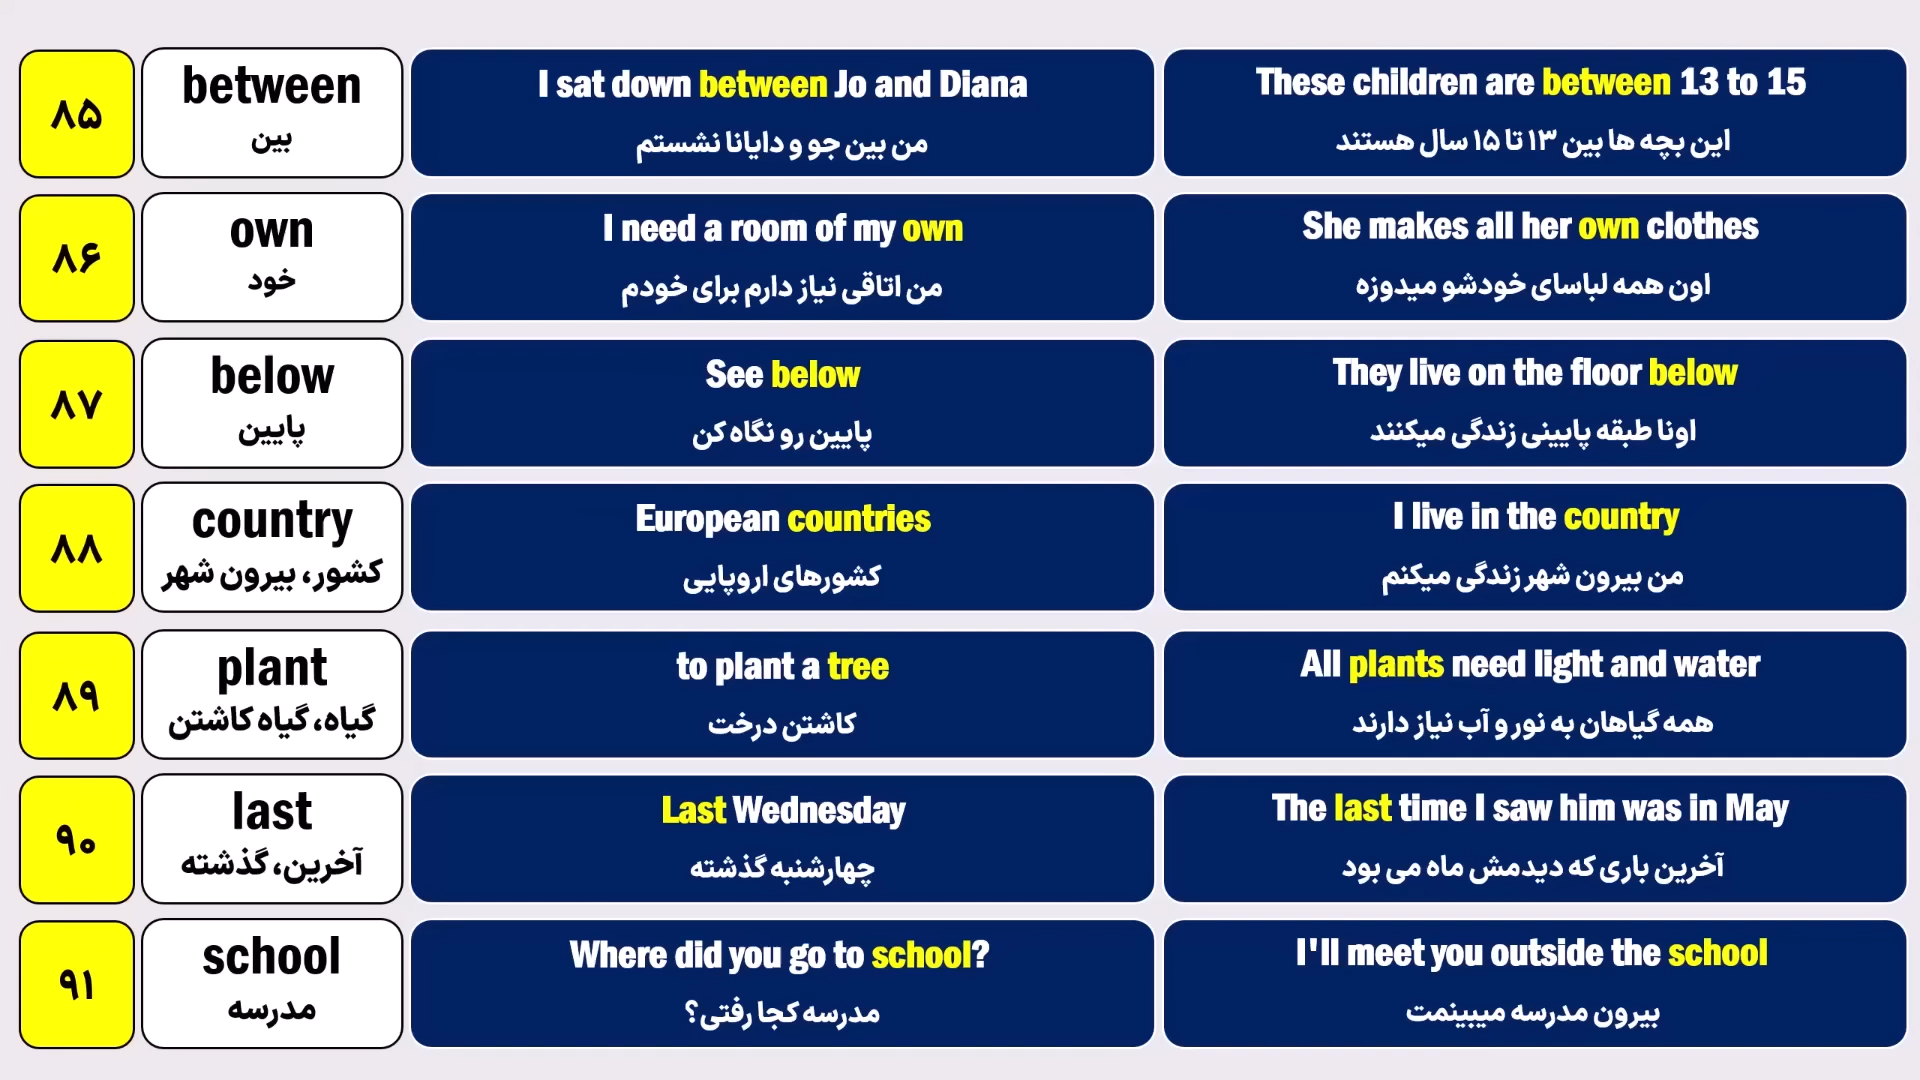 ۸۵
between
بین
I sat down between Jo and Diana
من بین جو و دایانا نشستم
These children are between 13 to 15
این بچه ها بین ۱۳ تا ۱۵ سال هستند
۸۶
own
خود
I need a room of my own
من اتاقی نیاز دارم برای خودم
She makes all her own clothes
اون همه لباسای خودشو میدوزه
۸۷
below
پایین
See below
پایین رو نگاه کن
They live on the floor below
اونا طبقه پایینی زندگی میکنند
۸۸
country
کشور، بیرون شهر
European countries
کشورهای اروپایی
I live in the country
من بیرون شهر زندگی میکنم
۸۹
plant
گیاه، گیاه کاشتن
to plant a tree
کاشتن درخت
All plants need light and water
همه گیاهان به نور و آب نیاز دارند
۹۰
last
آخرین، گذشته
Last Wednesday
چهارشنبه گذشته
The last time I saw him was in May
آخرین باری که دیدمش ماه می بود
۹۱
school
مدرسه
Where did you go to school?
مدرسه کجا رفتی؟
I'll meet you outside the school
بیرون مدرسه میبینمت